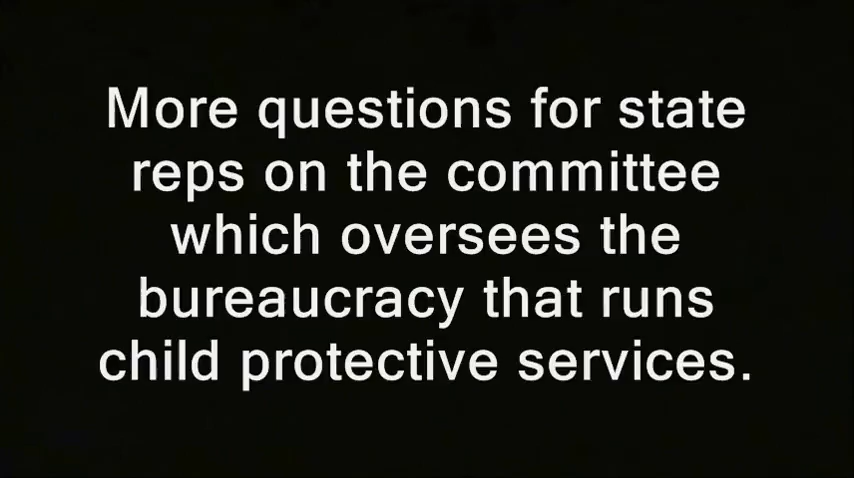 More questions for state
reps on the committee
which oversees the
bureaucracy that runs
child protective services.